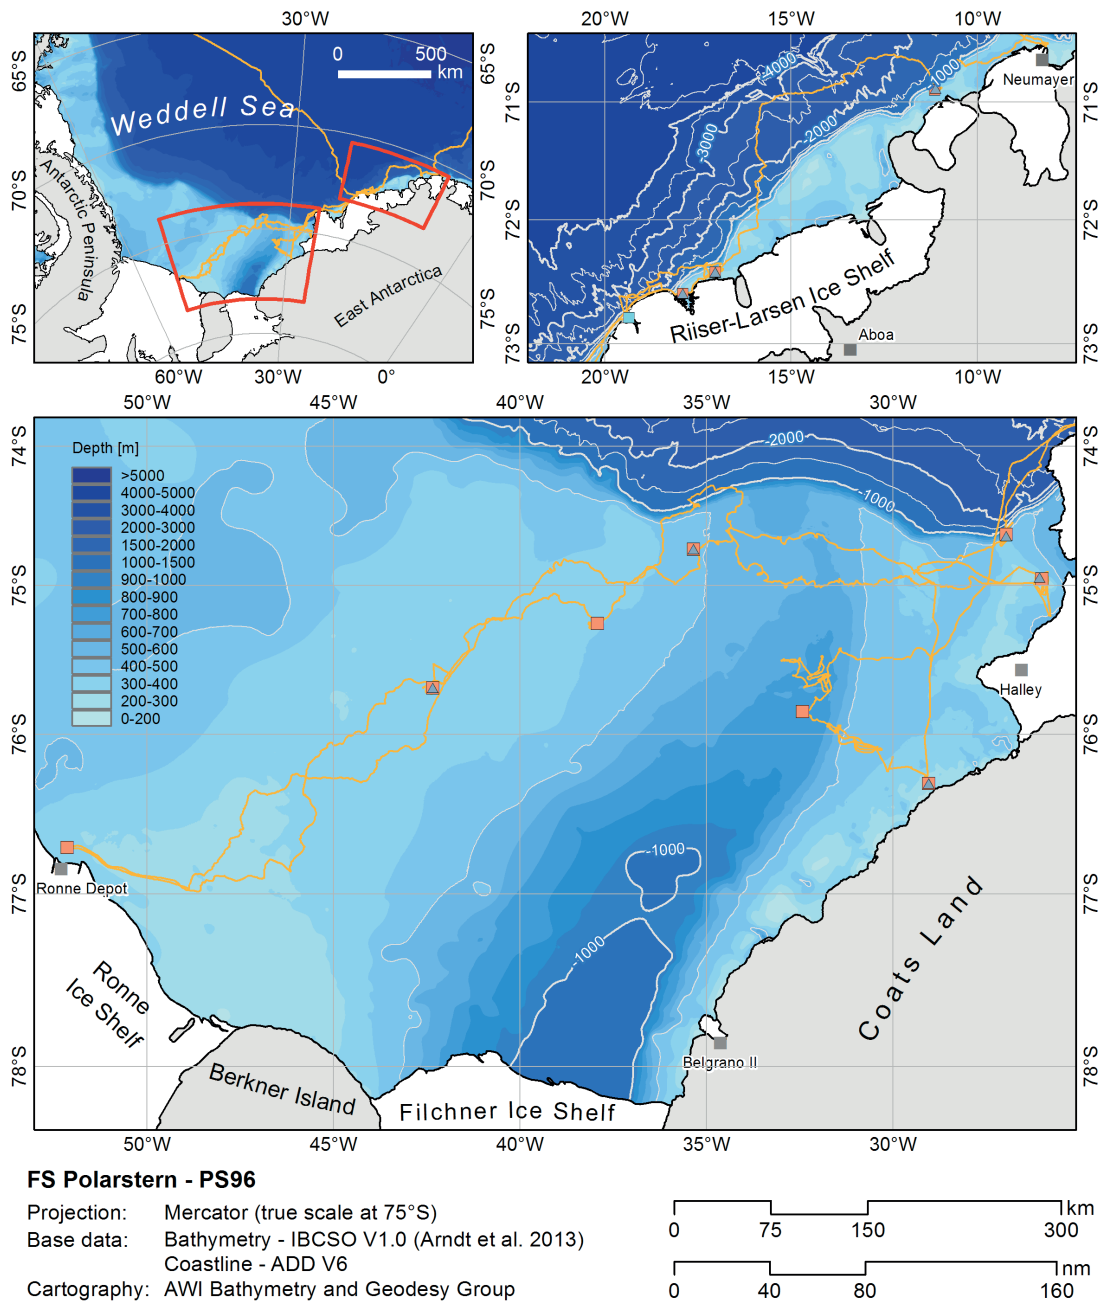 30°W
65°S
65°S
0 500
km
Weddell Sea
70°S
70°S
Antarctic Peninsula
East Antarctica
75°S
75°S
60°W 30°W 0°
20°W 15°W 10°W
-4000
-1000
Neumayer
71°S
71°S
-3000
-2000
72°S
72°S
Riiser-Larsen Ice Shelf
Aboa
73°S
73°S
20°W 15°W 10°W
50°W 45°W 40°W 35°W 30°W
74°S
74°S
-2000
-1000
Depth [m]
>5000
4000-5000
3000-4000
2000-3000
1500-2000
1000-1500
900-1000
800-900
700-800
600-700
500-600
400-500
300-400
200-300
0-200
75°S
75°S
Halley
76°S
76°S
-1000
Ronne Depot
77°S
77°S
-1000
Coats Land
Ronne
Ice Shelf
Belgrano II
78°S
78°S
Berkner Island
Filchner Ice Shelf
50°W 45°W 40°W 35°W 30°W
FS Polarstern - PS96
Projection: Mercator (true scale at 75°S)
Base data: Bathymetry - IBCSO V1.0 (Arndt et al. 2013)
Coastline - ADD V6
Cartography: AWI Bathymetry and Geodesy Group
km
0 75 150 300
nm
0 40 80 160